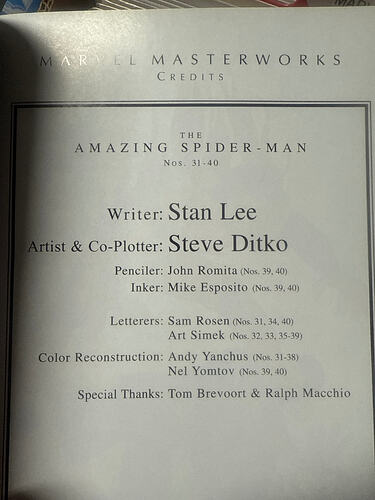 MARVEL MASTERWORKS
CREDITS
THE
AMAZING SPIDER-MAN
Nos. 31-40
Writer: Stan Lee
Artist & Co-Plotter: Steve Ditko
Penciler: John Romita (Nos. 39, 40)
Inker: Mike Esposito (Nos. 39, 40)
Letterers: Sam Rosen (Nos. 31, 34, 40)
Art Simek (Nos. 32, 33, 35-39)
Color Reconstruction: Andy Yanchus (Nos. 31-38)
Nel Yomtov (Nos. 39, 40)
Special Thanks: Tom Brevoort & Ralph Macchio